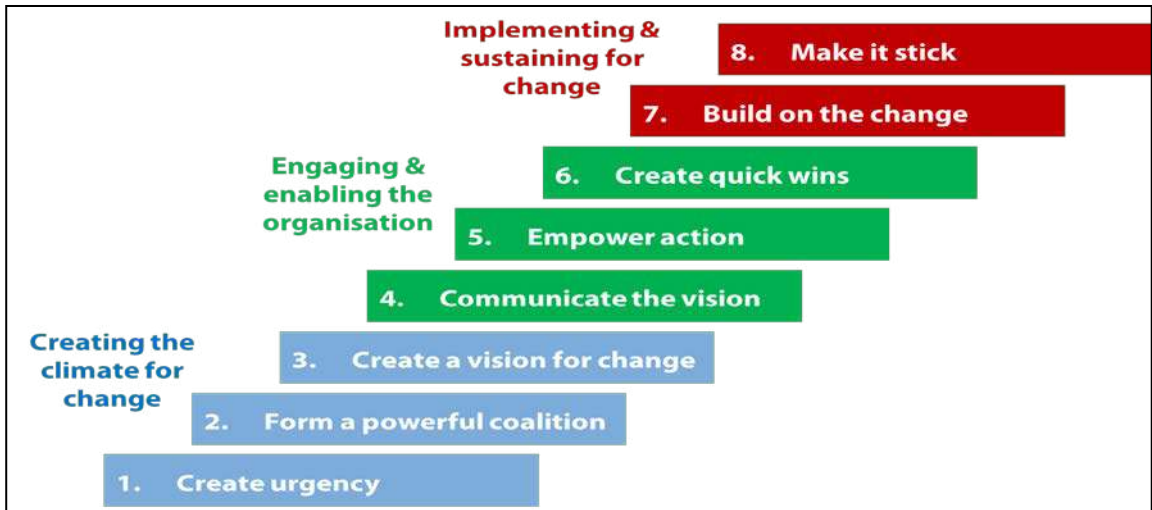 Implementing &
sustaining for
change
8. Make it stick
7. Build on the change
Engaging &
enabling the
organisation
6. Create quick wins
5. Empower action
4. Communicate the vision
Creating the
climate for
change
3. Create a vision for change
2. Form a powerful coalition
1. Create urgency